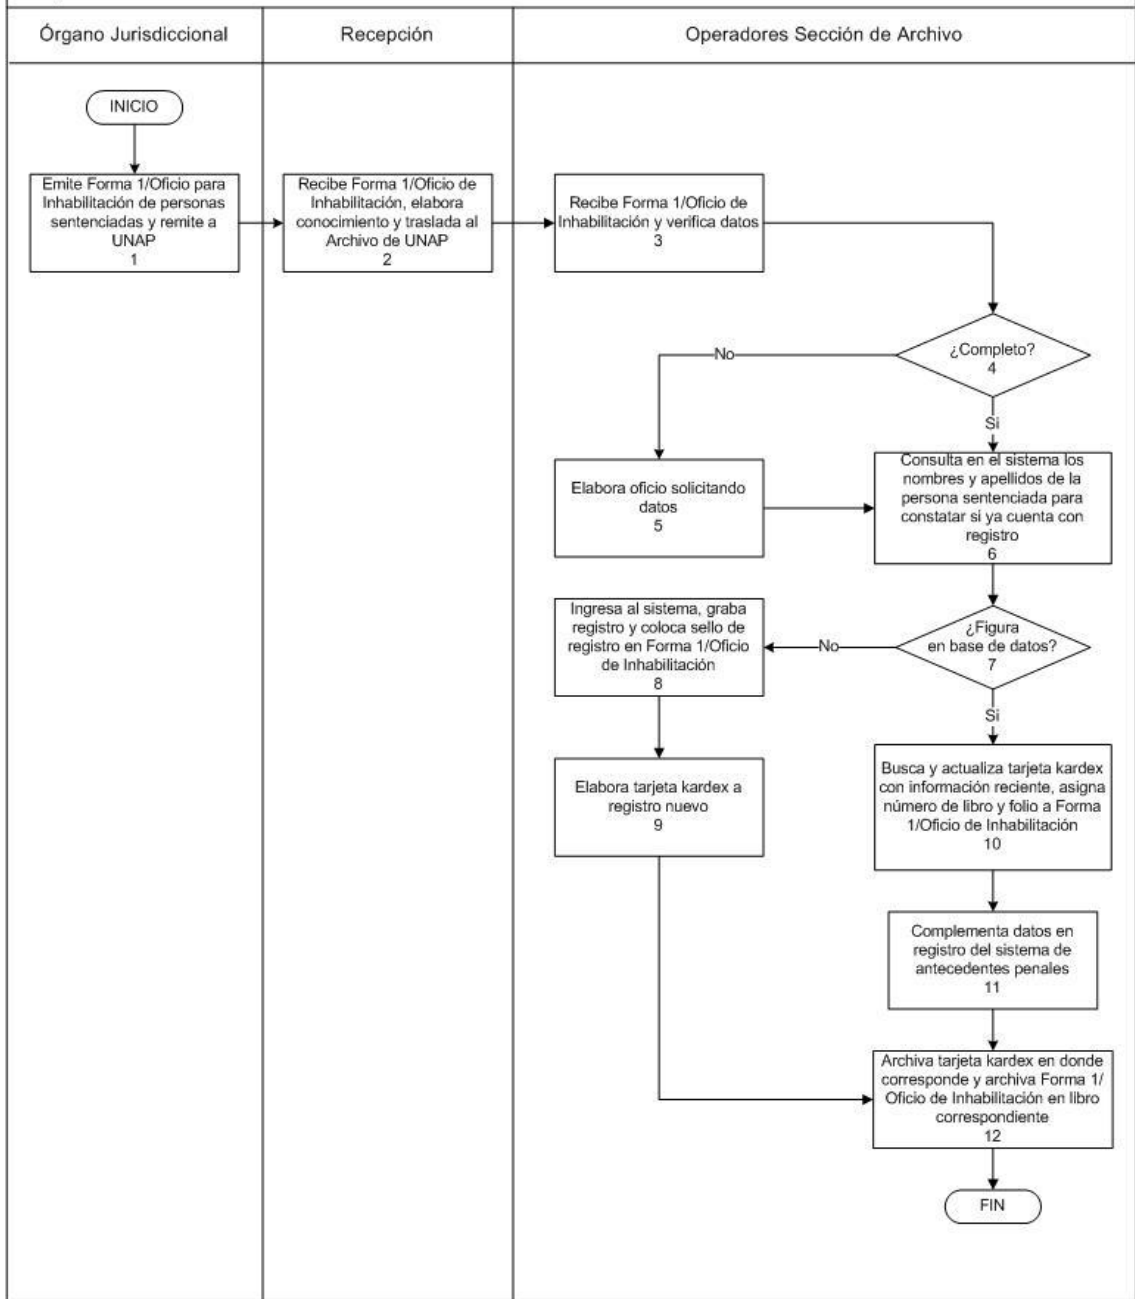 Órgano Jurisdiccional
Recepción
Operadores Sección de Archivo
INICIO
Emite Forma 1/Oficio para
Inhabilitación de personas
sentenciadas y remite a
UNAP
1
Recibe Forma 1/Oficio de
Inhabilitación, elabora
conocimiento y traslada al
Archivo de UNAP
2
Recibe Forma 1/Oficio de
Inhabilitación y verifica datos
3
¿Completo?
4
No
Si
Elabora oficio solicitando
datos
5
Consulta en el sistema los
nombres y apellidos de la
persona sentenciada para
constatar si ya cuenta con
registro
6
¿Figura
en base de datos?
7
No
Si
Ingresa al sistema, graba
registro y coloca sello de
registro en Forma 1/Oficio
de Inhabilitación
8
Elabora tarjeta kardex a
registro nuevo
9
Busca y actualiza tarjeta kardex
con información reciente, asigna
número de libro y folio a Forma
1/Oficio de Inhabilitación
10
Complementa datos en
registro del sistema de
antecedentes penales
11
Archiva tarjeta kardex en donde
corresponde y archiva Forma 1/
Oficio de Inhabilitación en libro
correspondiente
12
FIN